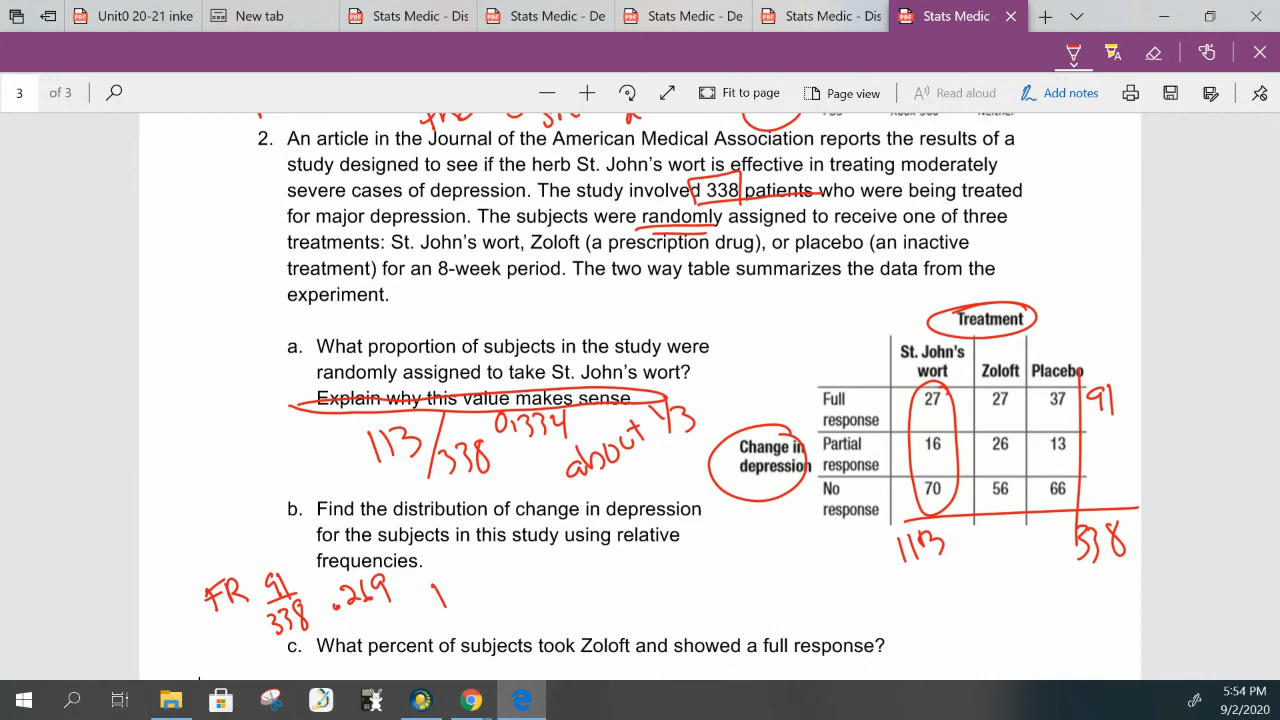 Unit0 20-21 inke
Stats Medic - Dis
Stats Medic - De
Stats Medic - De
Stats Medic - Dis
Stats Medic -
3 of 3
Fit to page
Page view
Read aloud
Add notes
2. An article in the Journal of the American Medical Association reports the results of a
study designed to see if the herb St. John's wort is effective in treating moderately
severe cases of depression. The study involved 338 patients who were being treated
for major depression. The subjects were randomly assigned to receive one of three
treatments: St. John's wort, Zoloft (a prescription drug), or placebo (an inactive
treatment) for an 8-week period. The two way table summarizes the data from the
experiment.
a. What proportion of subjects in the study were
randomly assigned to take St. John's wort?
Explain why this value makes sense.
113/338 0.334 about 1/3
Treatment
St. John's
wort Zoloft Placebo
Full
response 27 27 37 91
Change in
depression
Partial
response 16 26 13
No
response 70 56 66
113 338
b. Find the distribution of change in depression
for the subjects in this study using relative
frequencies.
FR 91/338 .269
c. What percent of subjects took Zoloft and showed a full response?
5:54 PM
9/2/2020